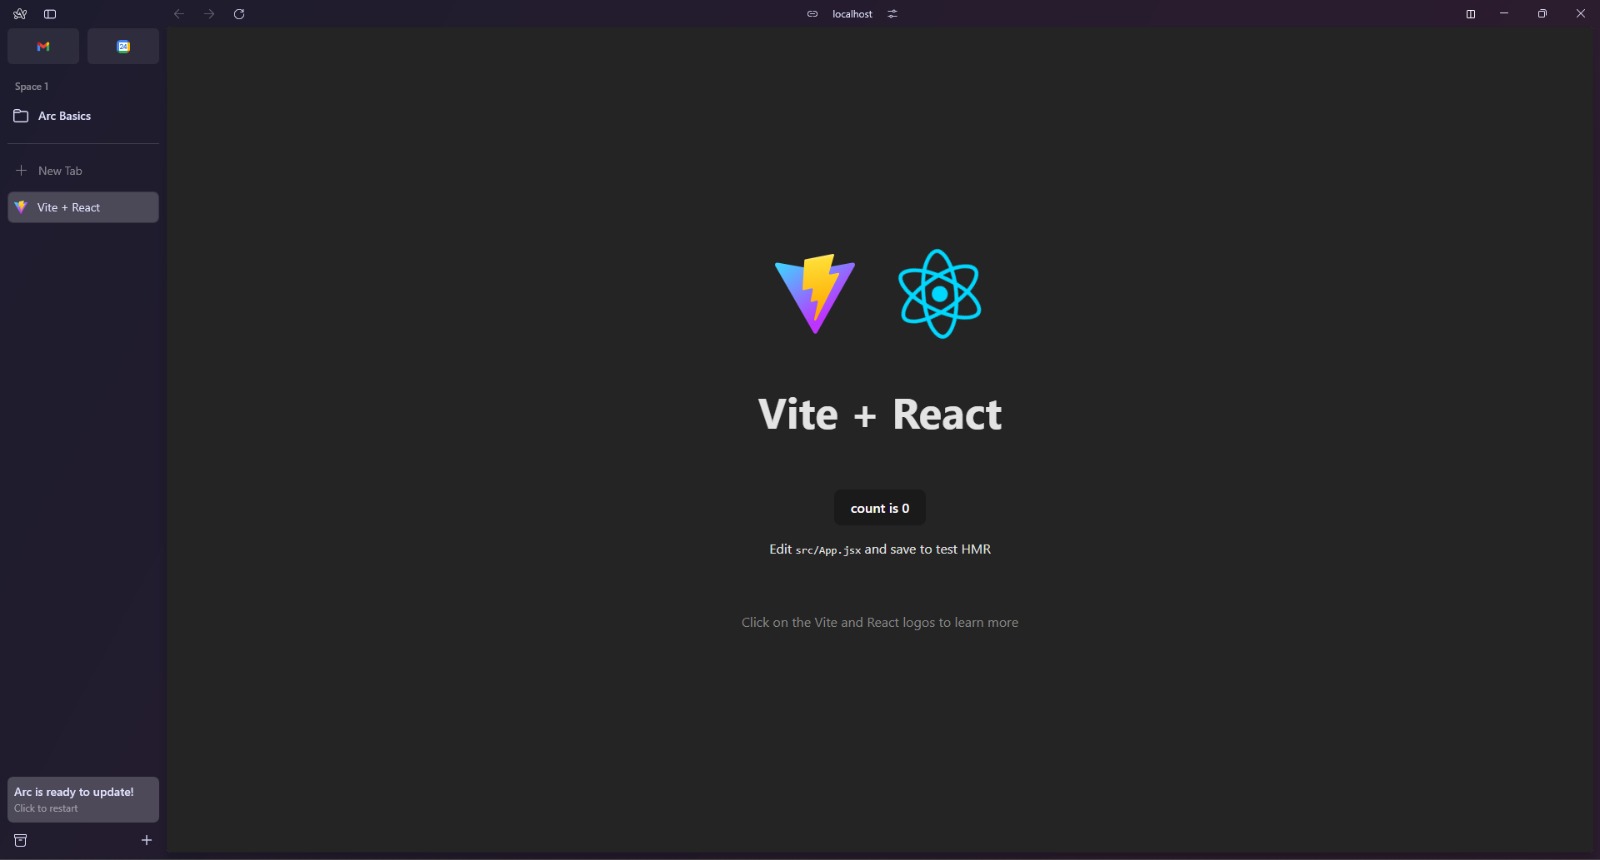 localhost
Space 1
Arc Basics
New Tab
Vite + React
Vite + React
count is 0
Edit src/App.jsx and save to test HMR
Click on the Vite and React logos to learn more
Arc is ready to update!
Click to restart